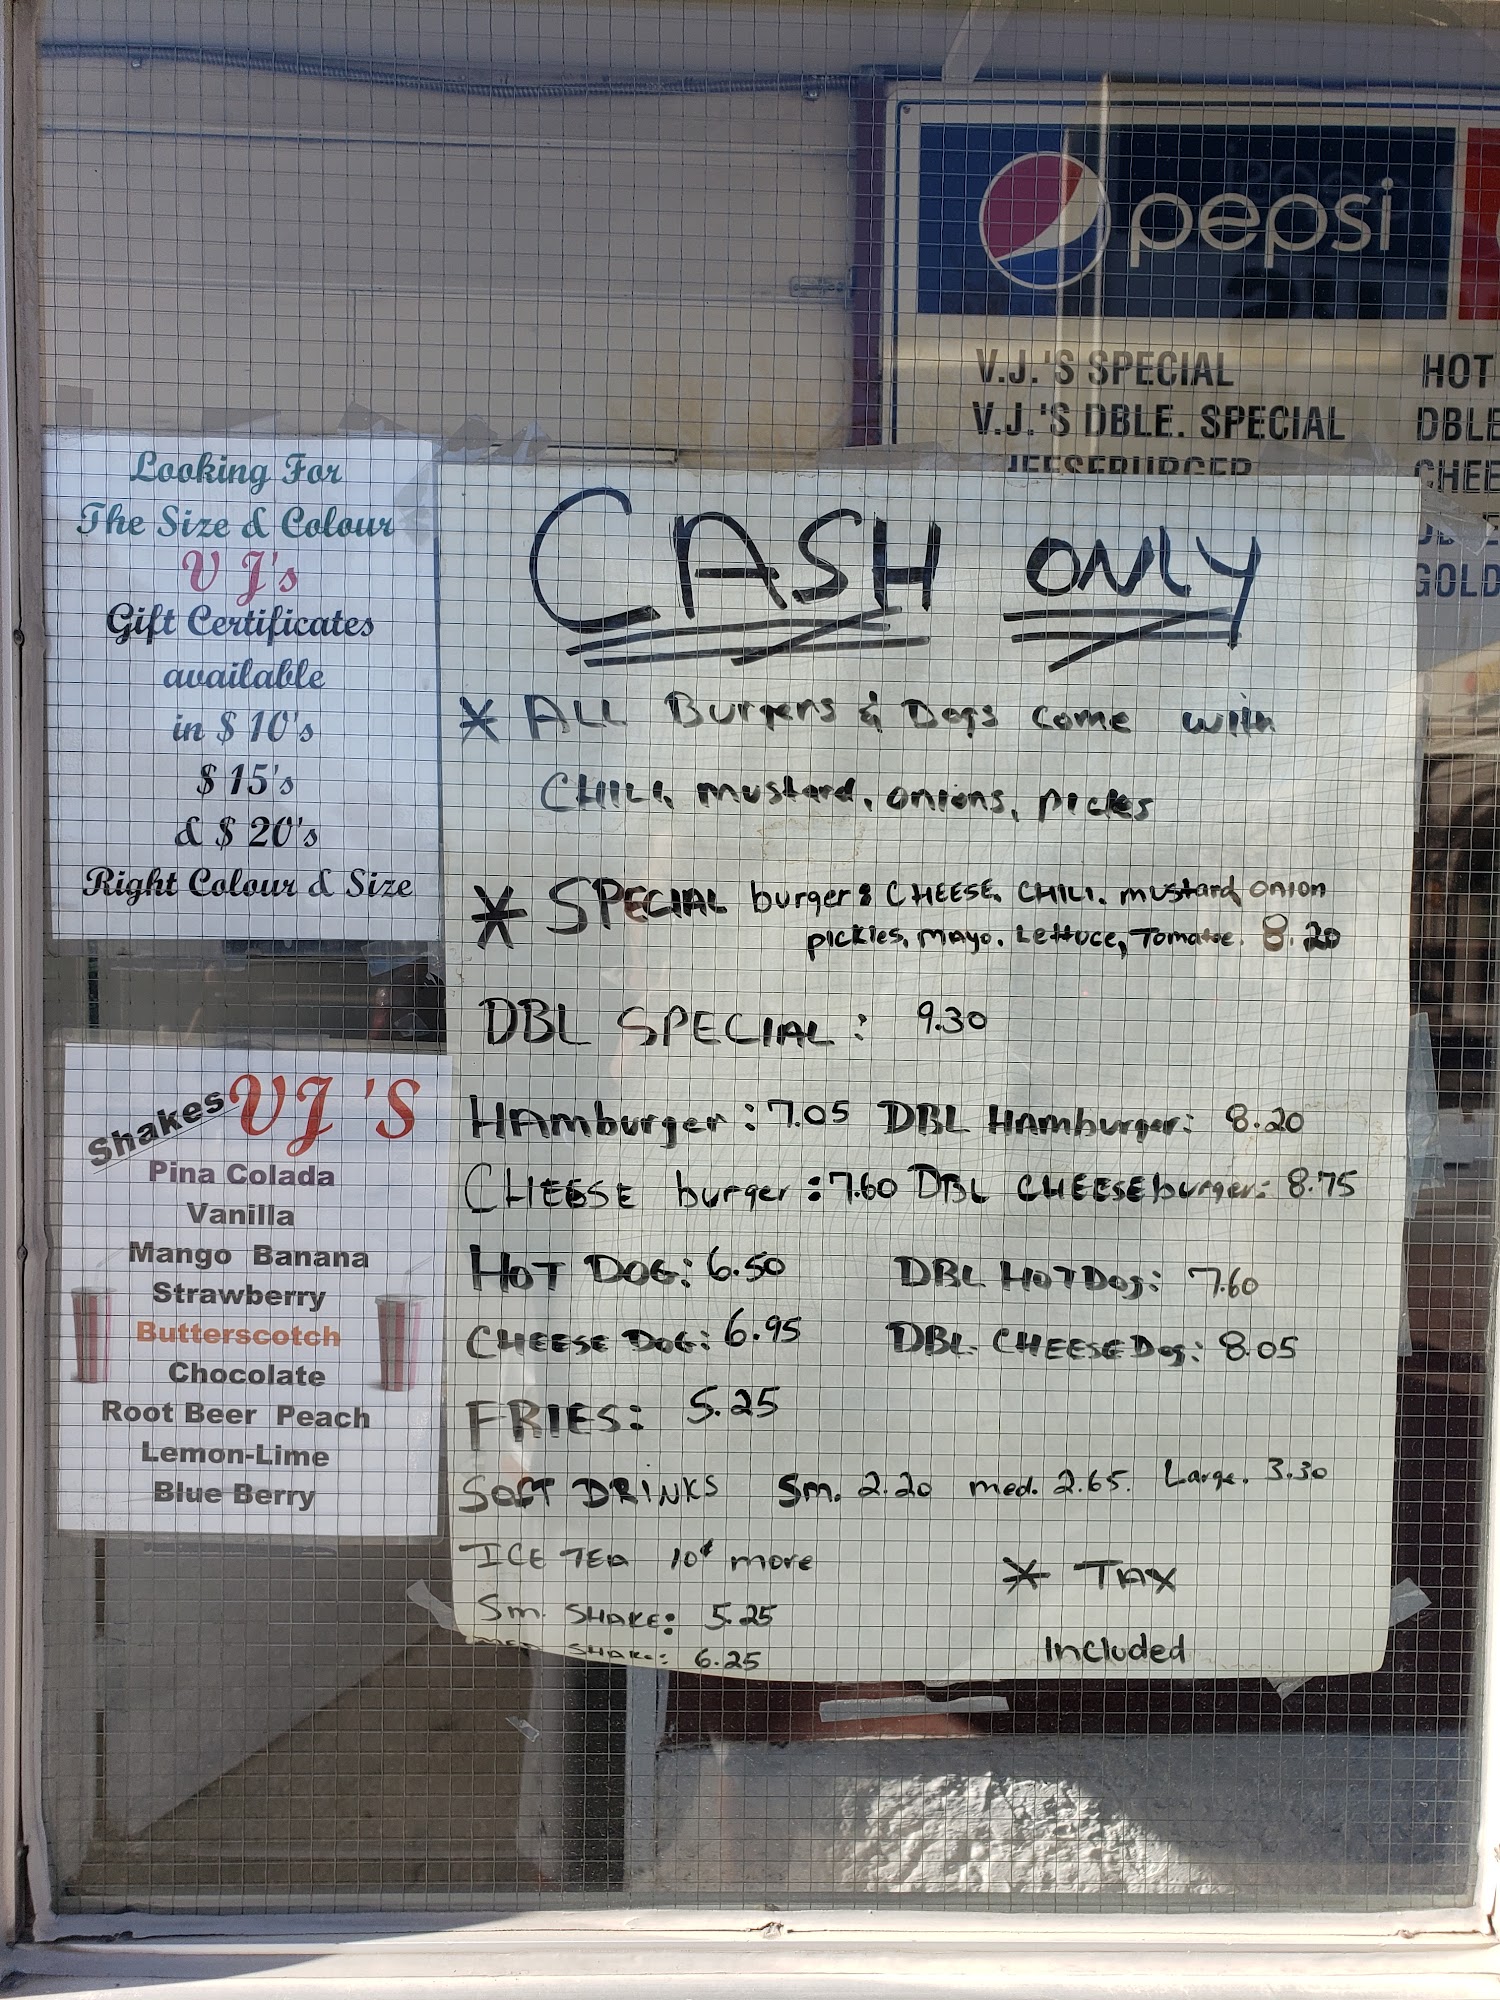 pepsi
V.J.'S SPECIAL
V.J.'S DBLE. SPECIAL
HOT
DBLE
CHEE
GOLD
Looking For
The Size & Colour
VJ's
Gift Certificates
available
in $ 10's
$ 15's
& $ 20's
Right Colour & Size
Shakes VJ'S
Pina Colada
Vanilla
Mango Banana
Strawberry
Butterscotch
Chocolate
Root Beer Peach
Lemon-Lime
Blue Berry
CASH ONLY
* ALL Burgers & Dogs come with
CHILI, mustard, onions, pickes
* SPECIAL burger: CHEESE, CHILI, mustard, onion
pickles, mayo, Lettuce, Tomatoe. 8.20
DBL SPECIAL: 9.30
HAmburger: 7.05 DBL HAmburger: 8.20
CHEESE burger: 7.60 DBL CHEESEburger: 8.75
HOT DOG: 6.50 DBL HOT DOg: 7.60
CHEESE DOG: 6.95 DBL. CHEESE Dog: 8.05
FRIES: 5.25
SOFT DRINKS Sm. 2.20 med. 2.65. Large. 3.30
ICE TEA 10¢ more
Sm. SHAKE: 5.25
MED SHAKE: 6.25
* TAX
Included